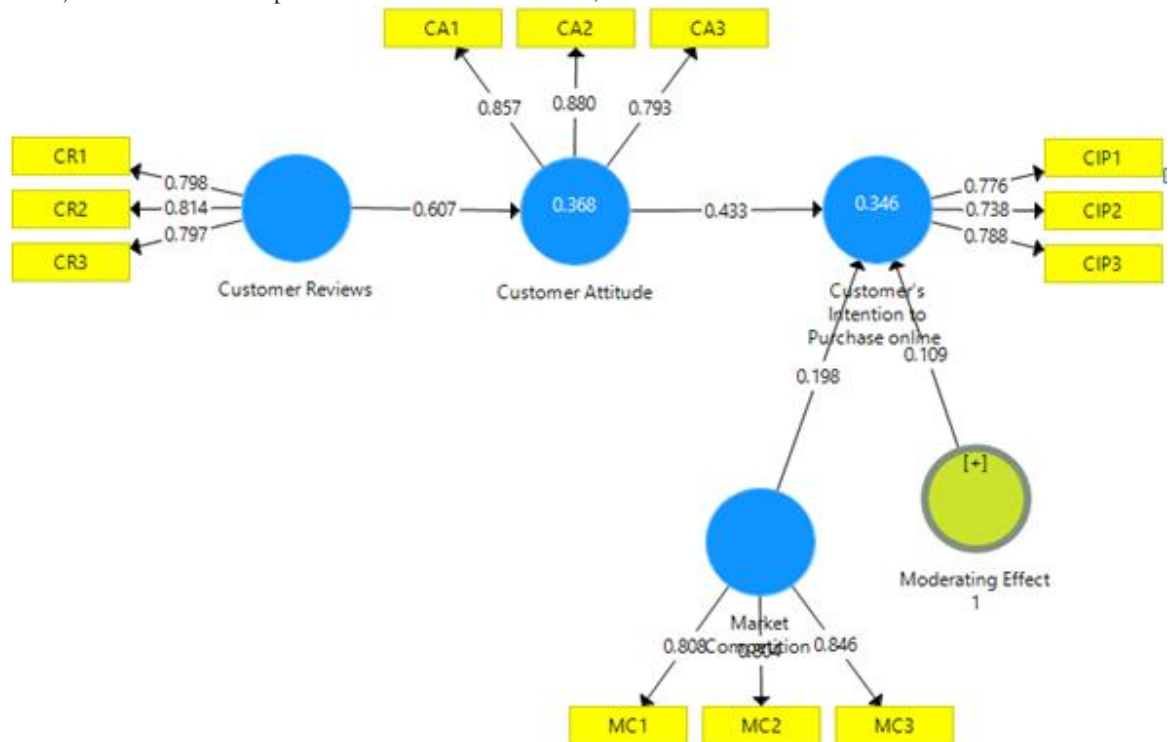 CA1
CA2
CA3
0.857
0.880
0.793
CR1
CR2
CR3
0.798
0.814
0.797
0.607
0.368
0.433
0.346
0.776
0.738
0.788
CIP1
CIP2
CIP3
Customer Reviews
Customer Attitude
Customer's
Intention to
Purchase online
0.198
0.109
[+]
Moderating Effect
1
Market
Competition
0.808
0.804
0.846
MC1
MC2
MC3